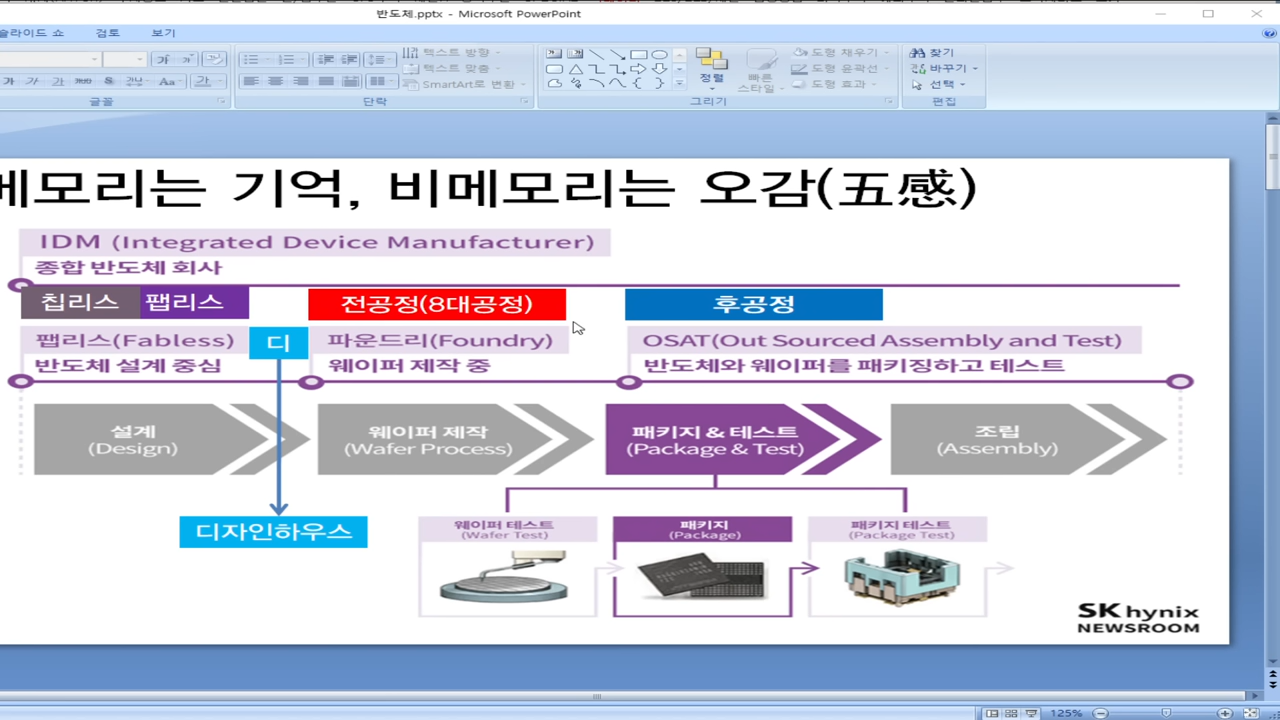 반도체.pptx - Microsoft PowerPoint
슬라이드 쇼 검토 보기
텍스트 방향
텍스트 맞춤
SmartArt로 변환
글꼴
단락
정렬
빠른
스타일
도형 채우기
도형 윤곽선
도형 효과
그리기
찾기
바꾸기
선택
편집
메모리는 기억, 비메모리는 오감(五感)
IDM (Integrated Device Manufacturer)
종합 반도체 회사
칩리스 팹리스
전공정(8대공정)
후공정
팹리스(Fabless)
반도체 설계 중심
디
파운드리(Foundry)
웨이퍼 제작 중
OSAT(Out Sourced Assembly and Test)
반도체와 웨이퍼를 패키징하고 테스트
설계
(Design)
웨이퍼 제작
(Wafer Process)
패키지 & 테스트
(Package & Test)
조립
(Assembly)
디자인하우스
웨이퍼 테스트
(Wafer Test)
패키지
(Package)
패키지 테스트
(Package Test)
SK hynix
NEWSROOM
125%